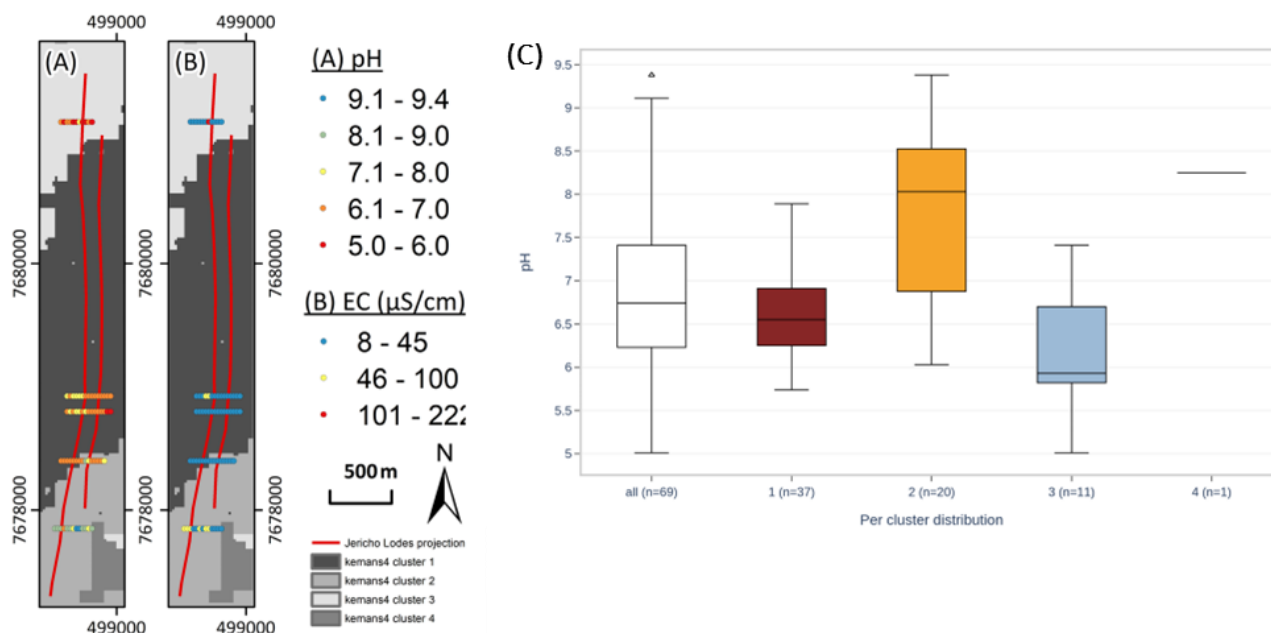 499000
499000
(A)
(B)
7680000
7680000
7680000
7678000
7678000
7678000
499000
499000
(A) pH
9.1 - 9.4
8.1 - 9.0
7.1 - 8.0
6.1 - 7.0
5.0 - 6.0
(B) EC (µS/cm)
8 - 45
46 - 100
101 - 222
N
500 m
Jericho Lodes projection
kemans4 cluster 1
kemans4 cluster 2
kemans4 cluster 3
kemans4 cluster 4
(C)
9.5
9
8.5
8
7.5
7
6.5
6
5.5
5
pH
all (n=69)
1 (n=37)
2 (n=20)
3 (n=11)
4 (n=1)
Per cluster distribution